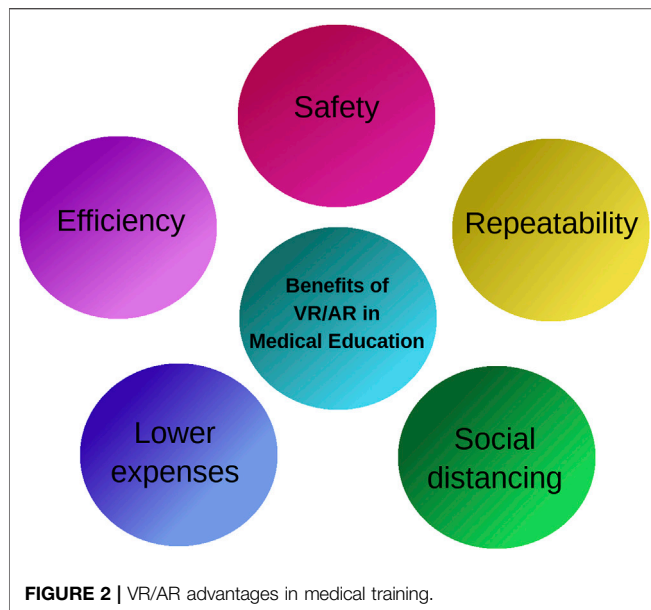 Safety
Efficiency
Repeatability
Benefits of
VR/AR in
Medical Education
Lower
expenses
Social
distancing
FIGURE 2 | VR/AR advantages in medical training.